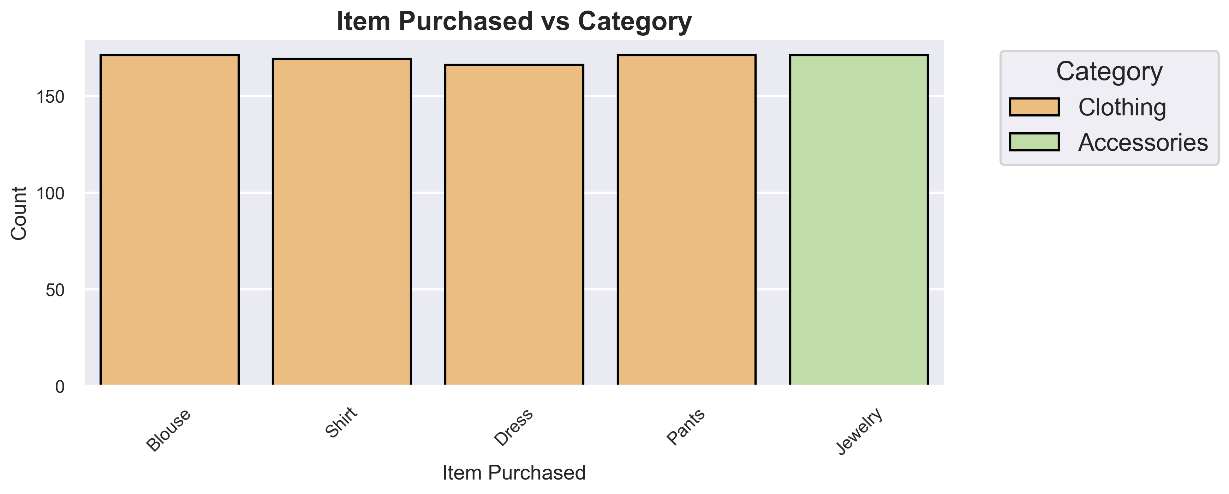 Item Purchased vs Category
Category
Clothing
Accessories
Count
150
100
50
0
Blouse
Shirt
Dress
Pants
Jewelry
Item Purchased